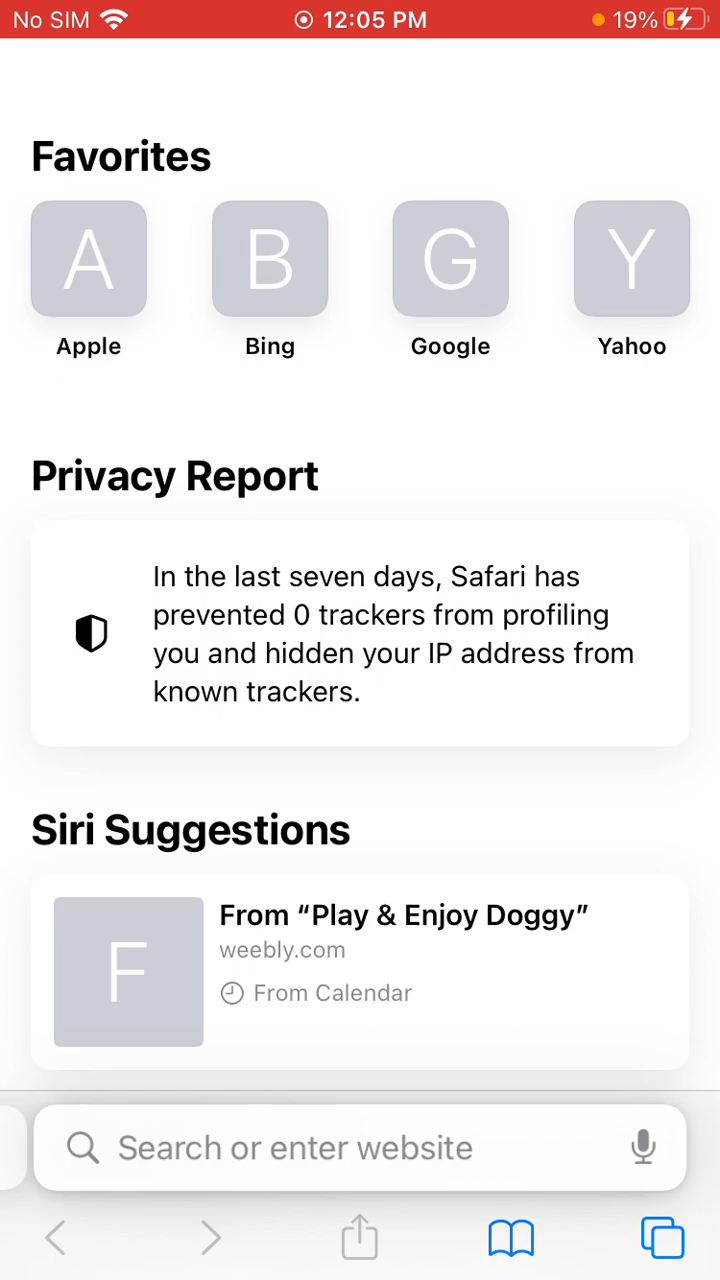 No SIM 12:05 PM 19%
Favorites
A B G Y
Apple Bing Google Yahoo
Privacy Report
In the last seven days, Safari has
prevented 0 trackers from profiling
you and hidden your IP address from
known trackers.
Siri Suggestions
F
From “Play & Enjoy Doggy”
weebly.com
From Calendar
Search or enter website